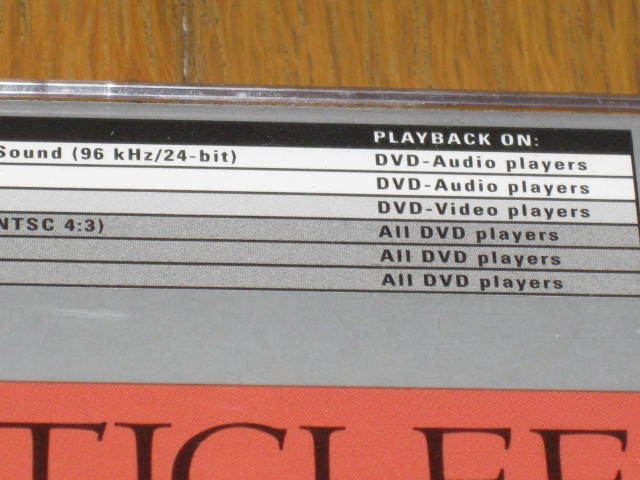 PLAYBACK ON:
Sound (96 kHz/24-bit) DVD-Audio players
DVD-Audio players
DVD-Video players
NTSC 4:3) All DVD players
All DVD players
All DVD players
TICLEE